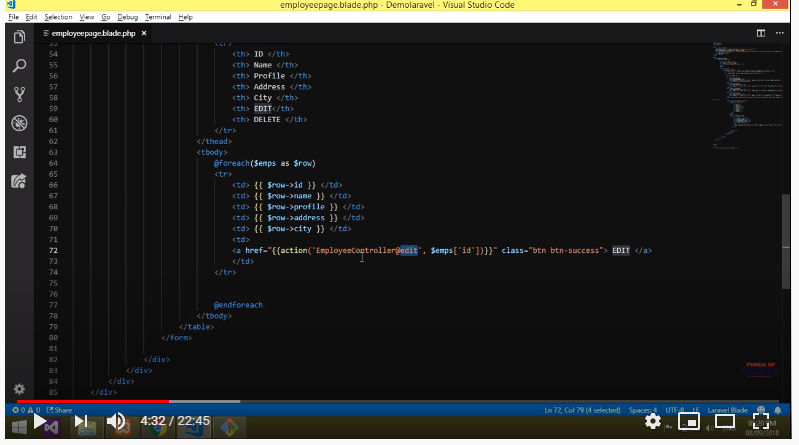 employeepage.blade.php - Demolaravel - Visual Studio Code
File Edit Selection View Go Debug Terminal Help
employeepage.blade.php ×
53 <tr>
54 <th> ID </th>
55 <th> Name </th>
56 <th> Profile </th>
57 <th> Address </th>
58 <th> City </th>
59 <th> EDIT</th>
60 <th> DELETE </th>
61 </tr>
62 </thead>
63 <tbody>
64 @foreach($emps as $row)
65 <tr>
66 <td> {{ $row->id }} </td>
67 <td> {{ $row->name }} </td>
68 <td> {{ $row->profile }} </td>
69 <td> {{ $row->address }} </td>
70 <td> {{ $row->city }} </td>
71 <td>
72 <a href="{{action('EmployeeController@edit', $emps['id'])}}" class="btn btn-success"> EDIT </a>
73 </td>
74 </tr>
75
76
77 @endforeach
78 </tbody>
79 </table>
80 </form>
81
82 </div>
83 </div>
84 </div>
85 </div>
0 0 Share
Ln 72, Col 79 (4 selected) Spaces: 4 UTF-8 LF Laravel Blade
4:32 / 22:45
08/09/2018